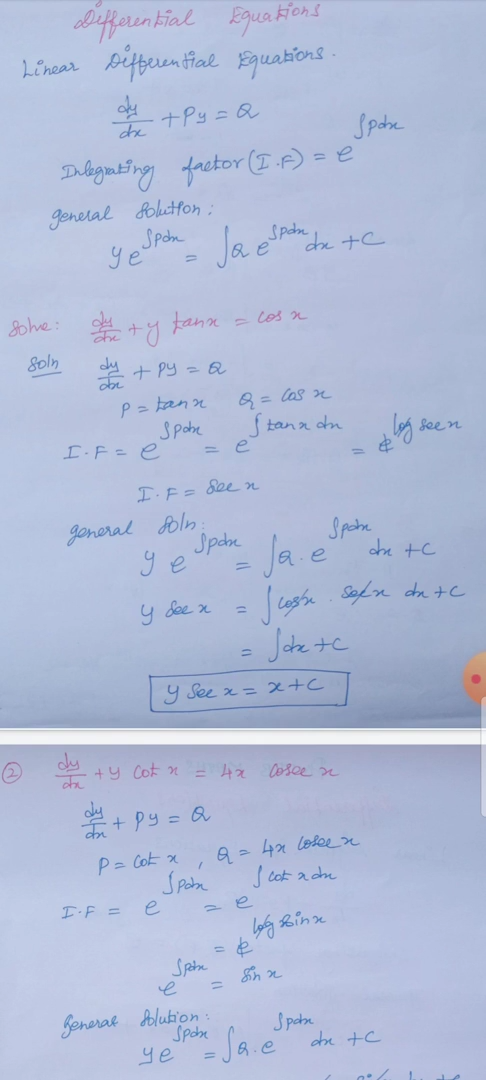 Differential Equations
Linear Differential Equations.
dy/dx + Py = Q
Integrating factor (I.F) = e^∫pdx
general Solution:
y e^∫pdx = ∫Q e^∫pdx dx + C
Solve: dy/dx + y tan x = cos x
Soln dy/dx + Py = Q
P = tan x Q = cos x
I.F = e^∫pdx = e^∫tan x dx = e^log sec x
I.F = Sec x
general Soln:
y e^∫pdx = ∫Q . e^∫pdx dx + C
y Sec x = ∫cos x . Sec x dx + C
= ∫dx + C
y Sec x = x + C
② dy/dx + y cot x = 4x cosec x
dy/dx + Py = Q
P = cot x , Q = 4x cosec x
I.F = e^∫pdx = e^∫cot x dx
= e^log sin x
e^∫pdx = sin x
General Solution:
y e^∫pdx = ∫Q . e^∫pdx dx + C